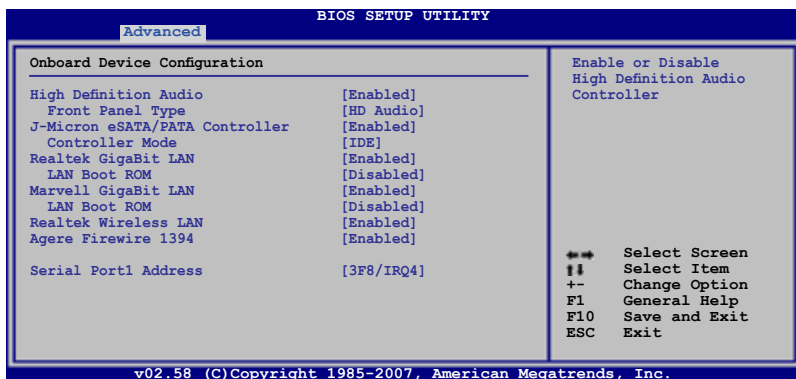 BIOS SETUP UTILITY
Advanced
Onboard Device Configuration
High Definition Audio [Enabled]
Front Panel Type [HD Audio]
J-Micron eSATA/PATA Controller [Enabled]
Controller Mode [IDE]
Realtek GigaBit LAN [Enabled]
LAN Boot ROM [Disabled]
Marvell GigaBit LAN [Enabled]
LAN Boot ROM [Disabled]
Realtek Wireless LAN [Enabled]
Agere Firewire 1394 [Enabled]
Serial Port1 Address [3F8/IRQ4]
Enable or Disable
High Definition Audio
Controller
←→ Select Screen
↑↓ Select Item
+- Change Option
F1 General Help
F10 Save and Exit
ESC Exit
v02.58 (C)Copyright 1985-2007, American Megatrends, Inc.